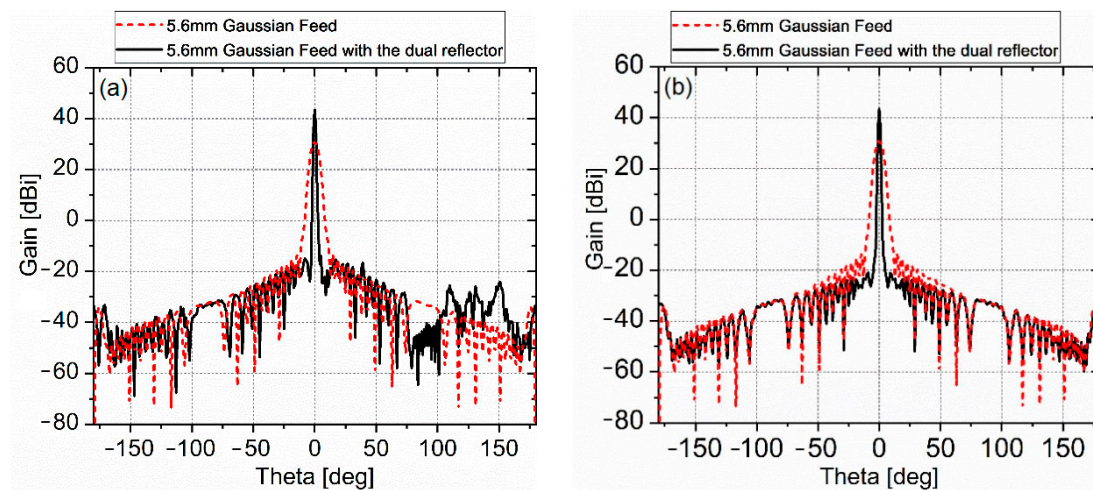 5.6mm Gaussian Feed
5.6mm Gaussian Feed with the dual reflector
(a)
60
40
20
0
−20
−40
−60
−80
Gain [dBi]
−150 −100 −50 0 50 100 150
Theta [deg]
5.6mm Gaussian Feed
5.6mm Gaussian Feed with the dual reflector
(b)
60
40
20
0
−20
−40
−60
−80
Gain [dBi]
−150 −100 −50 0 50 100 150
Theta [deg]